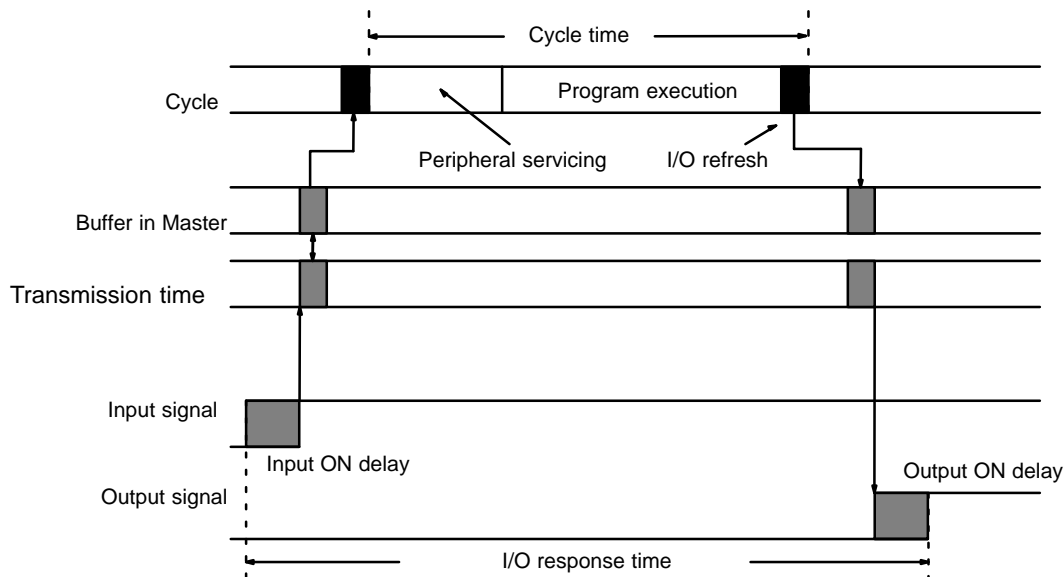 Cycle time
Cycle
Program execution
Peripheral servicing
I/O refresh
Buffer in Master
Transmission time
Input signal
Input ON delay
Output ON delay
Output signal
I/O response time